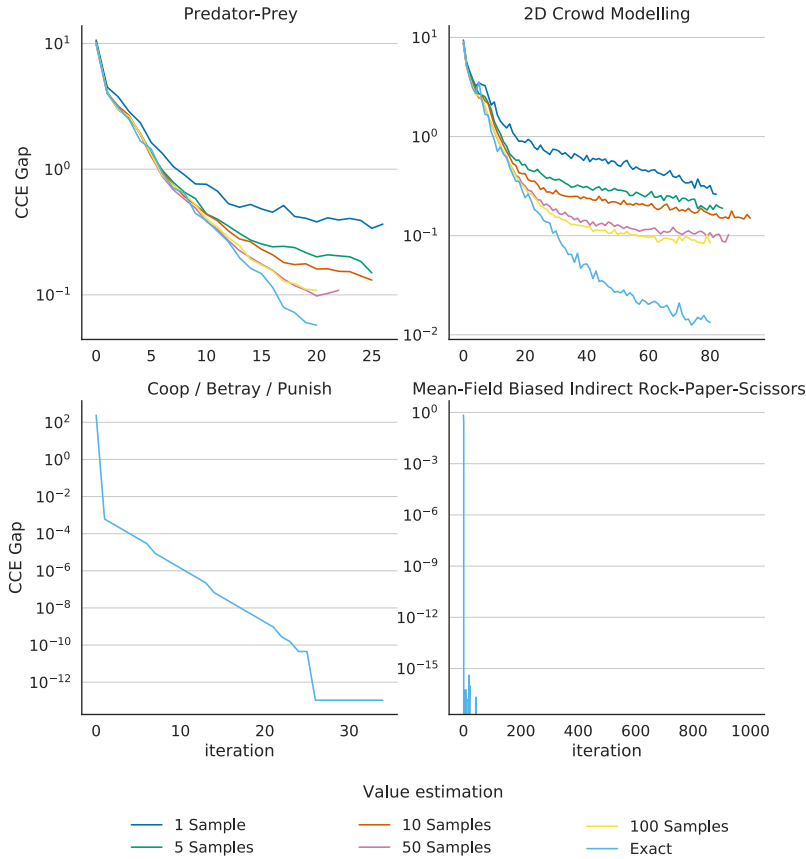 Predator-Prey
2D Crowd Modelling
CCE Gap
10^1
10^0
10^-1
0
5
10
15
20
25
10^1
10^0
10^-1
10^-2
0
20
40
60
80
100
Coop / Betray / Punish
Mean-Field Biased Indirect Rock-Paper-Scissors
CCE Gap
10^2
10^0
10^-2
10^-4
10^-6
10^-8
10^-10
10^-12
0
10
20
30
iteration
10^0
10^-3
10^-6
10^-9
10^-12
10^-15
0
200
400
600
800
1000
iteration
Value estimation
1 Sample
10 Samples
100 Samples
5 Samples
50 Samples
Exact